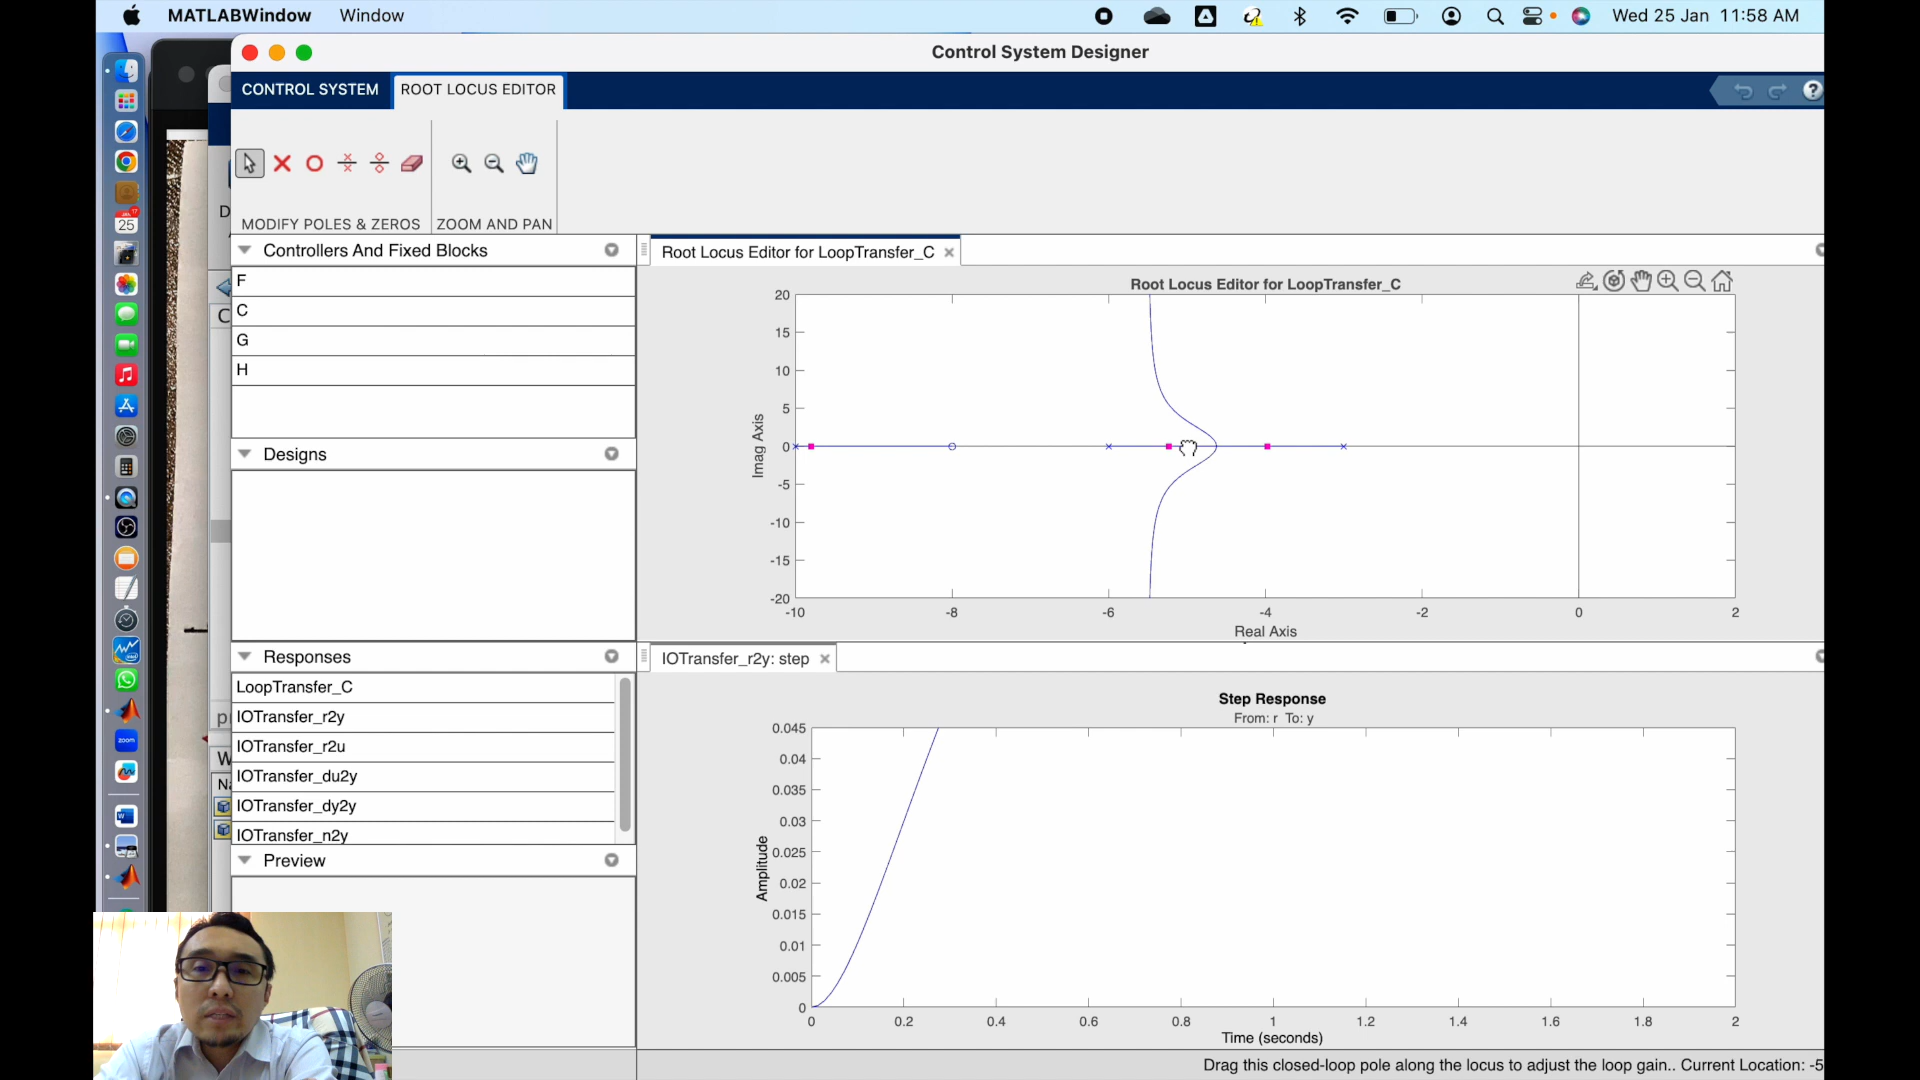 MATLABWindow Window
Wed 25 Jan 11:58 AM
Control System Designer
CONTROL SYSTEM
ROOT LOCUS EDITOR
?
D
MODIFY POLES & ZEROS
ZOOM AND PAN
Controllers And Fixed Blocks
F
C
G
H
C
Designs
Responses
LoopTransfer_C
IOTransfer_r2y
IOTransfer_r2u
IOTransfer_du2y
IOTransfer_dy2y
IOTransfer_n2y
Preview
W
25
zoom
Root Locus Editor for LoopTransfer_C
Root Locus Editor for LoopTransfer_C
20
15
10
5
0
-5
-10
-15
-20
Imag Axis
-10 -8 -6 -4 -2 0 2
Real Axis
IOTransfer_r2y: step
Step Response
From: r To: y
0.045
0.04
0.035
0.03
0.025
0.02
0.015
0.01
0.005
0
Amplitude
0 0.2 0.4 0.6 0.8 1 1.2 1.4 1.6 1.8 2
Time (seconds)
Drag this closed-loop pole along the locus to adjust the loop gain.. Current Location: -5